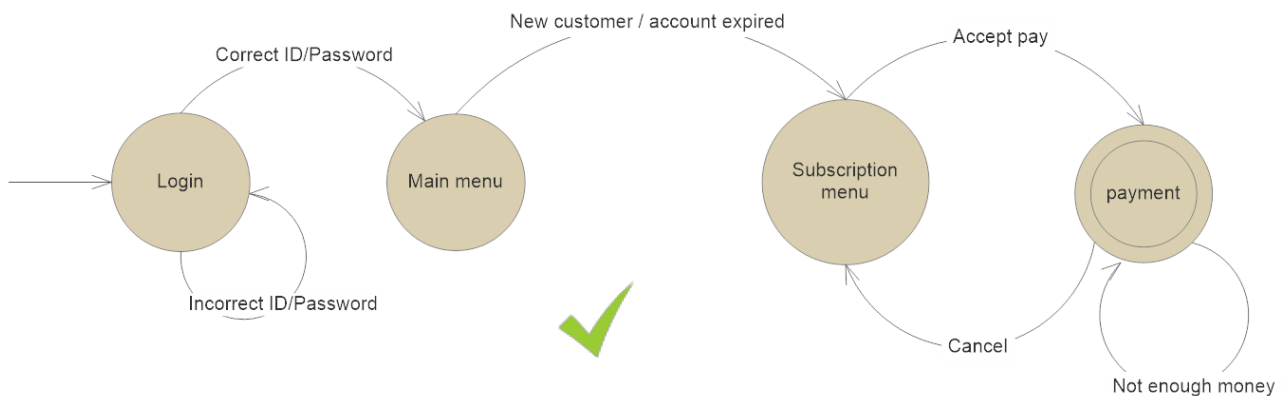 New customer / account expired
Correct ID/Password
Accept pay
Login
Main menu
Subscription
menu
payment
Incorrect ID/Password
Cancel
Not enough money